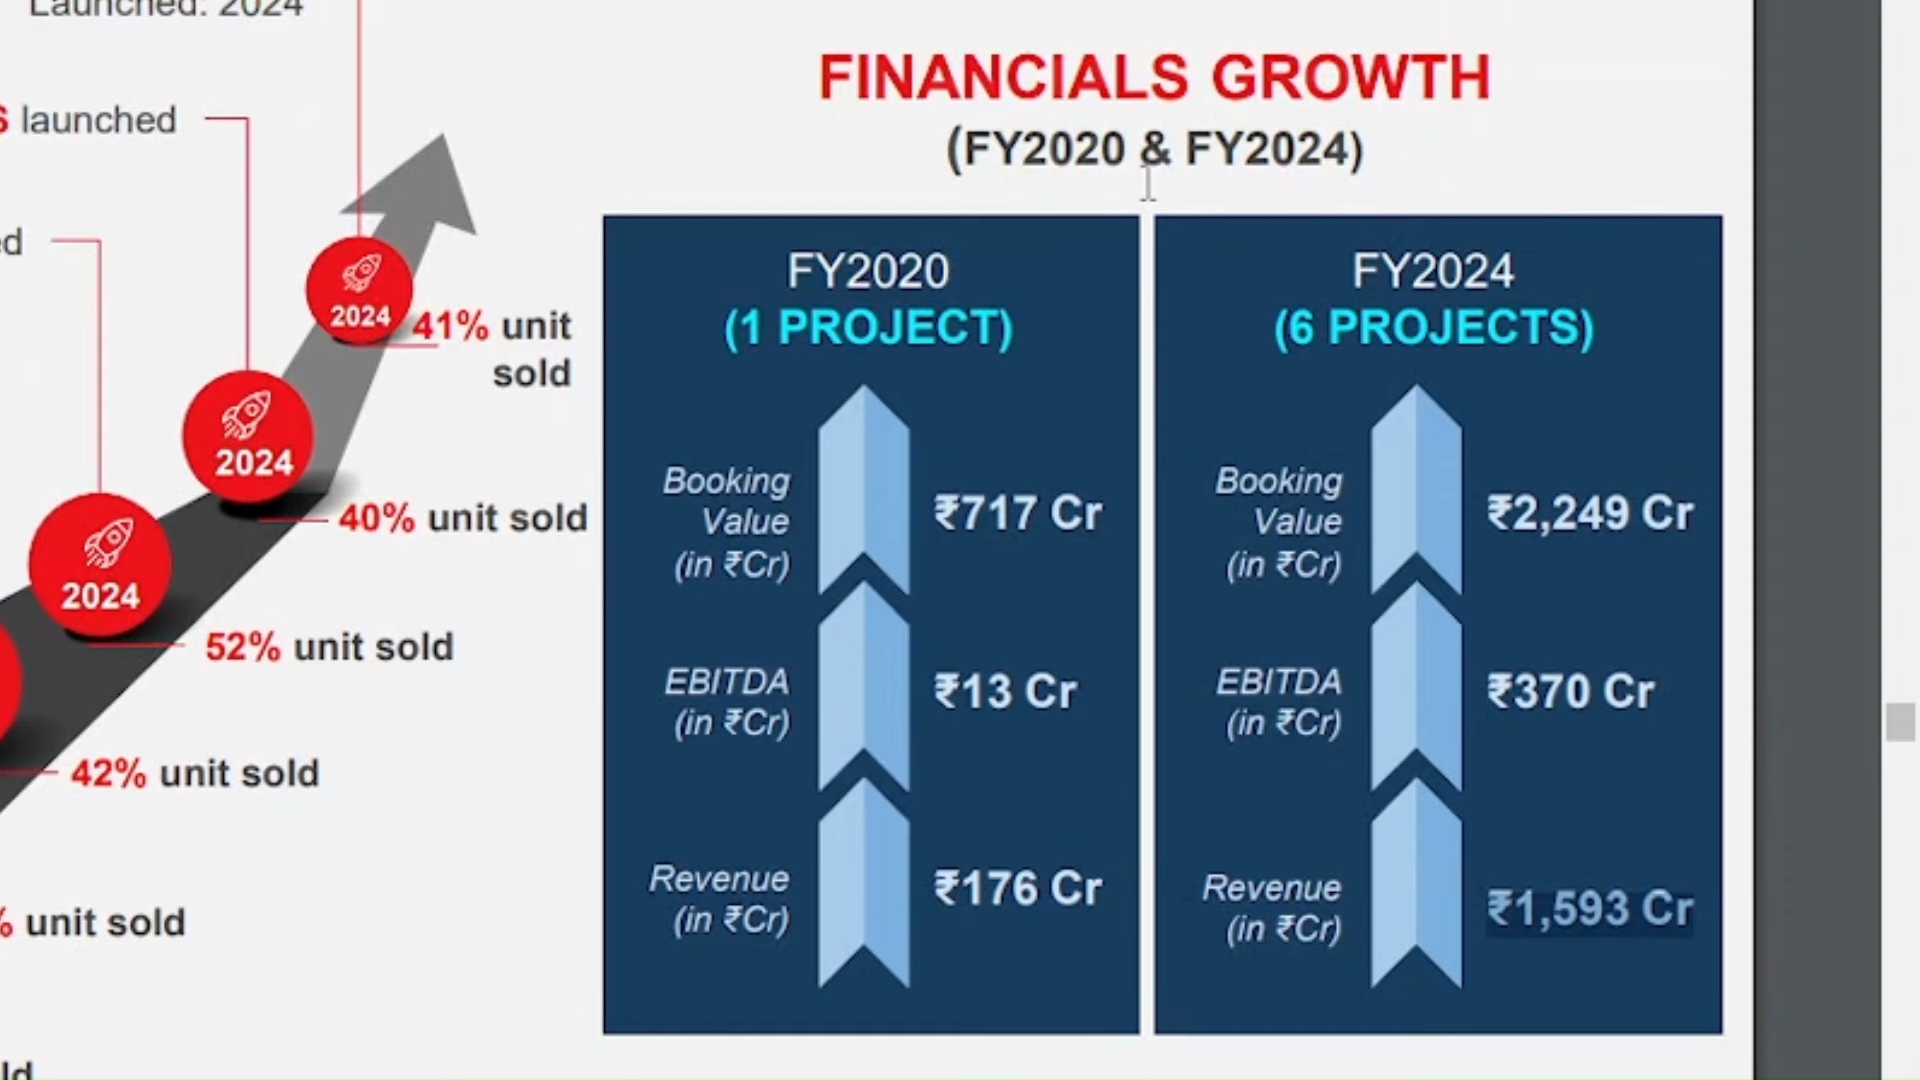 Launched: 2024
launched
2024
41% unit
sold
2024
40% unit sold
2024
52% unit sold
42% unit sold
% unit sold
FINANCIALS GROWTH
(FY2020 & FY2024)
FY2020
(1 PROJECT)
Booking
Value
(in ₹Cr)
₹717 Cr
EBITDA
(in ₹Cr)
₹13 Cr
Revenue
(in ₹Cr)
₹176 Cr
FY2024
(6 PROJECTS)
Booking
Value
(in ₹Cr)
₹2,249 Cr
EBITDA
(in ₹Cr)
₹370 Cr
Revenue
(in ₹Cr)
₹1,593 Cr